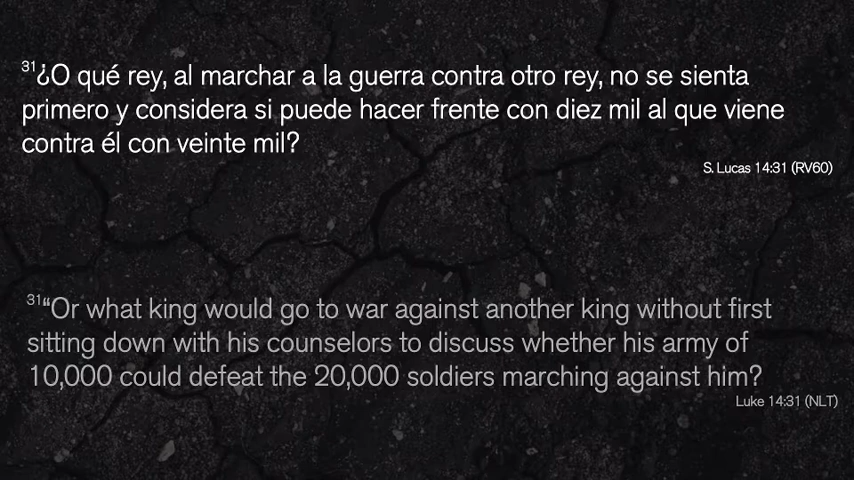 31¿O qué rey, al marchar a la guerra contra otro rey, no se sienta
primero y considera si puede hacer frente con diez mil al que viene
contra él con veinte mil?
S. Lucas 14:31 (RV60)
31“Or what king would go to war against another king without first
sitting down with his counselors to discuss whether his army of
10,000 could defeat the 20,000 soldiers marching against him?
Luke 14:31 (NLT)